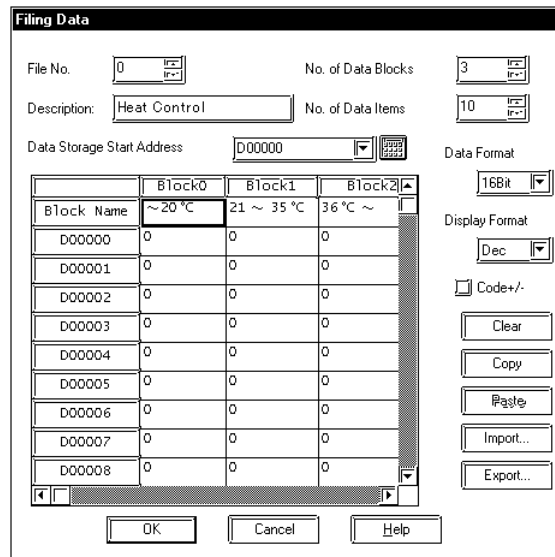 Filing Data
File No. 0 No. of Data Blocks 3
Description: Heat Control No. of Data Items 10
Data Storage Start Address D00000
Data Format
16Bit
Display Format
Dec
Code+/-
Block0 Block1 Block2
Block Name ～20℃ 21 ～ 35℃ 36℃ ～
D00000 0 0 0
D00001 0 0 0
D00002 0 0 0
D00003 0 0 0
D00004 0 0 0
D00005 0 0 0
D00006 0 0 0
D00007 0 0 0
D00008 0 0 0
Clear
Copy
Paste
Import...
Export...
OK Cancel Help